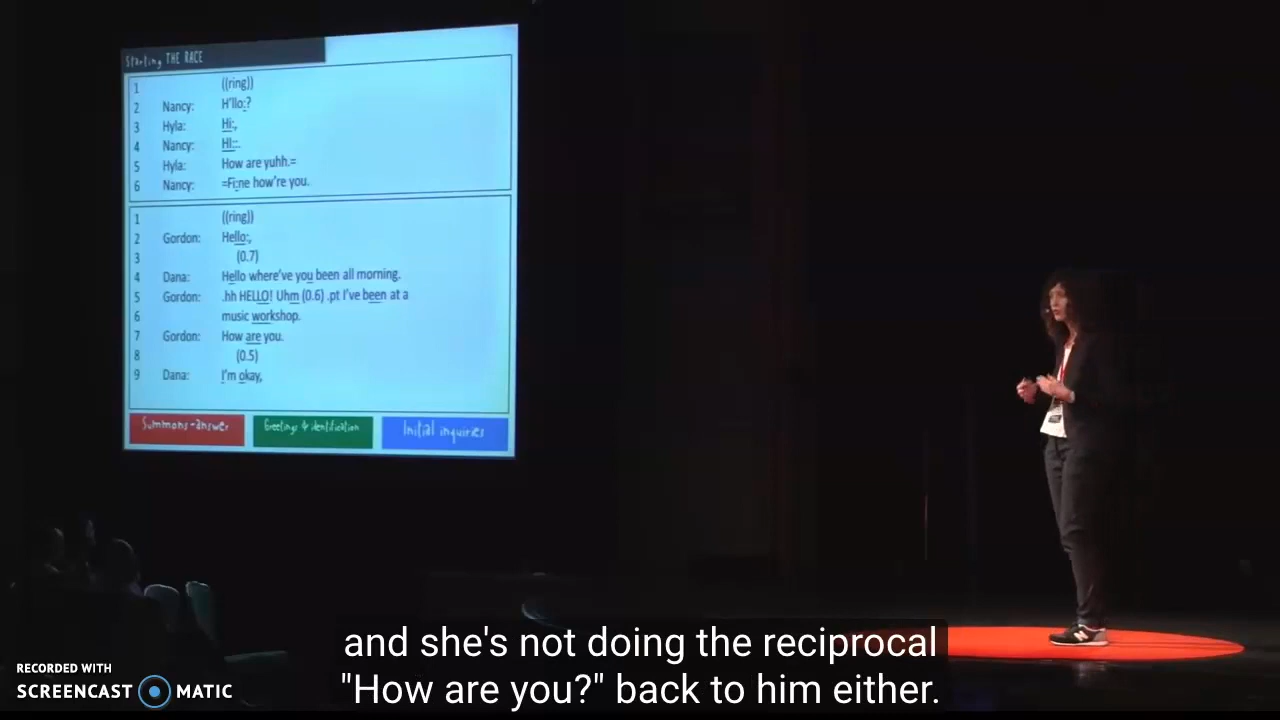 Starting THE RACE
1 ((ring))
2 Nancy: H'llo:?
3 Hyla: Hi:,
4 Nancy: HI::.
5 Hyla: How are yuhh.=
6 Nancy: =Fi:ne how're you.
1 ((ring))
2 Gordon: Hello:,
3 (0.7)
4 Dana: Hello where've you been all morning.
5 Gordon: .hh HELLO! Uhm (0.6) .pt I've been at a
6 music workshop.
7 Gordon: How are you.
8 (0.5)
9 Dana: I'm okay,
Summons-answer Greetings & identification Initial inquiries
and she's not doing the reciprocal
"How are you?" back to him either.
RECORDED WITH
SCREENCAST MATIC